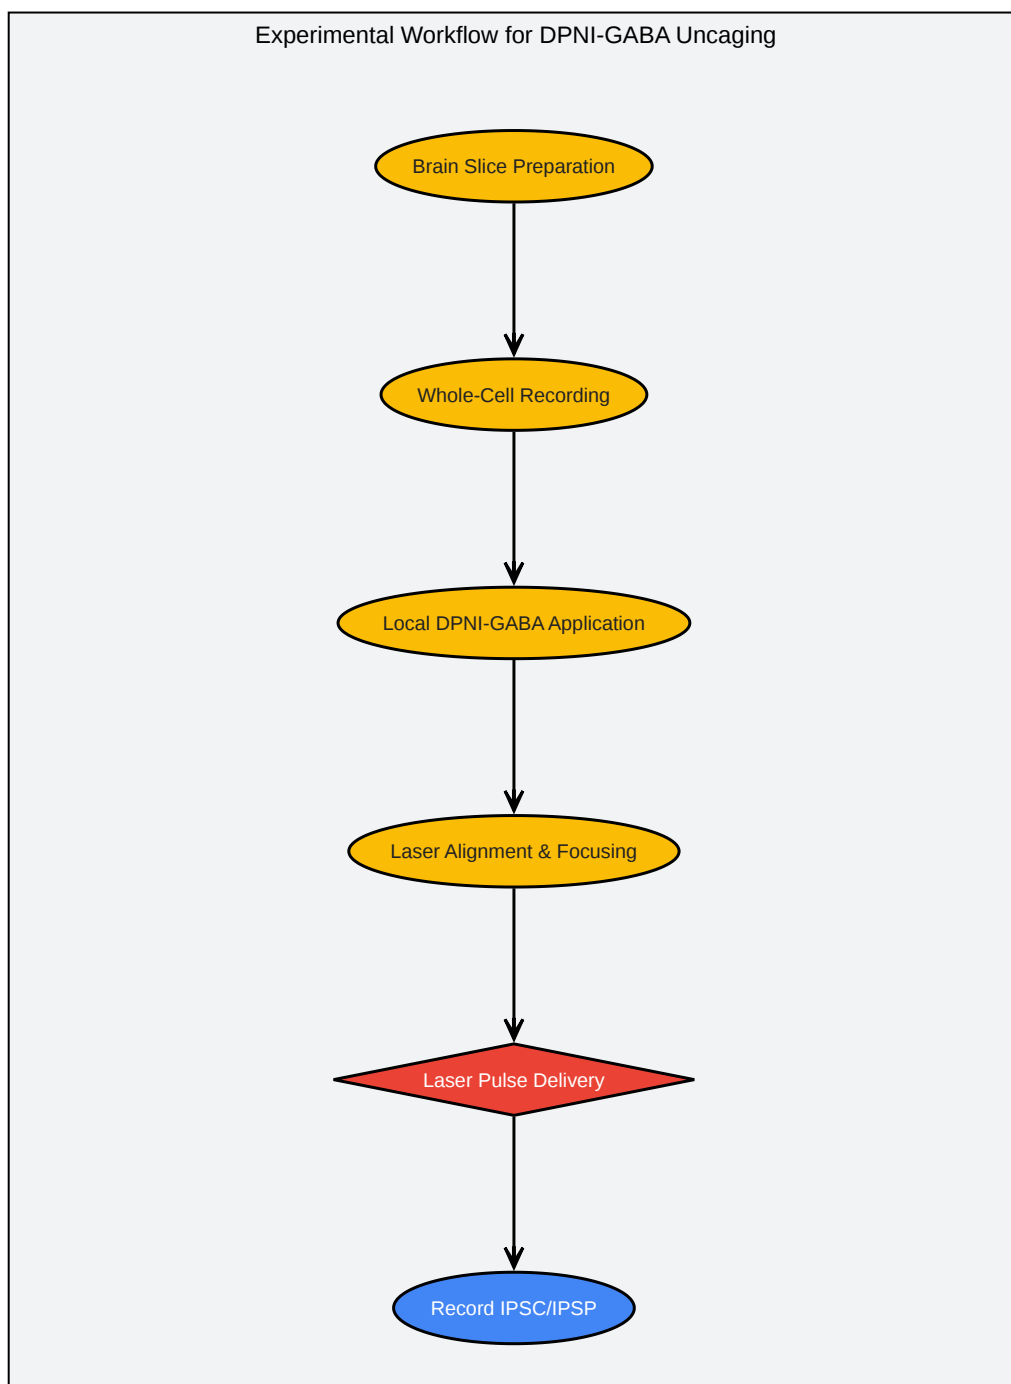 Experimental Workflow for DPNI-GABA Uncaging
Brain Slice Preparation
Whole-Cell Recording
Local DPNI-GABA Application
Laser Alignment & Focusing
Laser Pulse Delivery
Record IPSC/IPSP